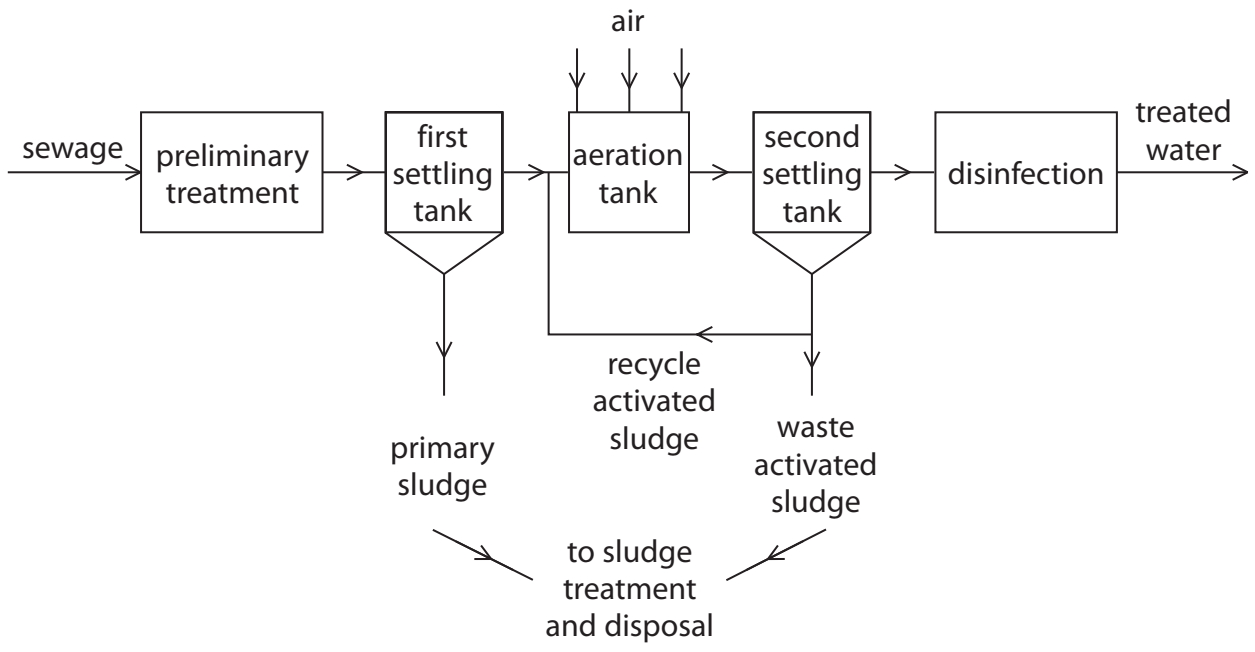 air
sewage
preliminary
treatment
first
settling
tank
aeration
tank
second
settling
tank
disinfection
treated
water
recycle
activated
sludge
primary
sludge
waste
activated
sludge
to sludge
treatment
and disposal